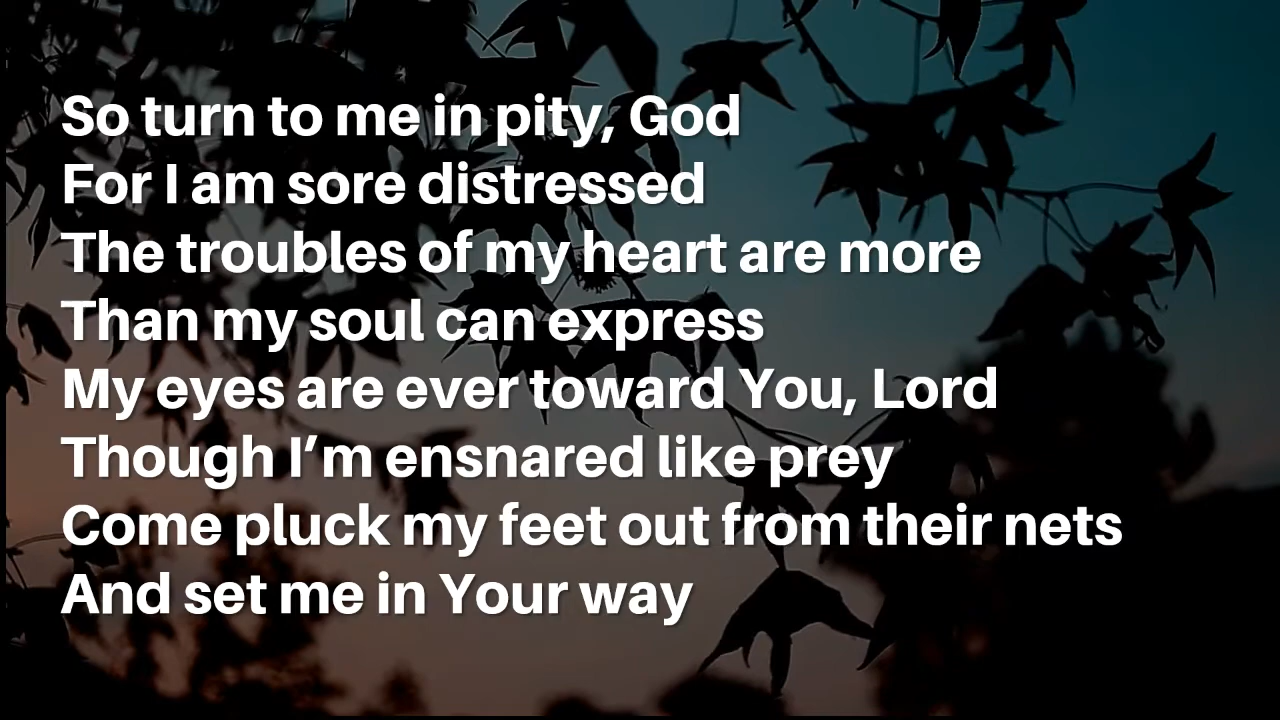 So turn to me in pity, God
For I am sore distressed
The troubles of my heart are more
Than my soul can express
My eyes are ever toward You, Lord
Though I’m ensnared like prey
Come pluck my feet out from their nets
And set me in Your way